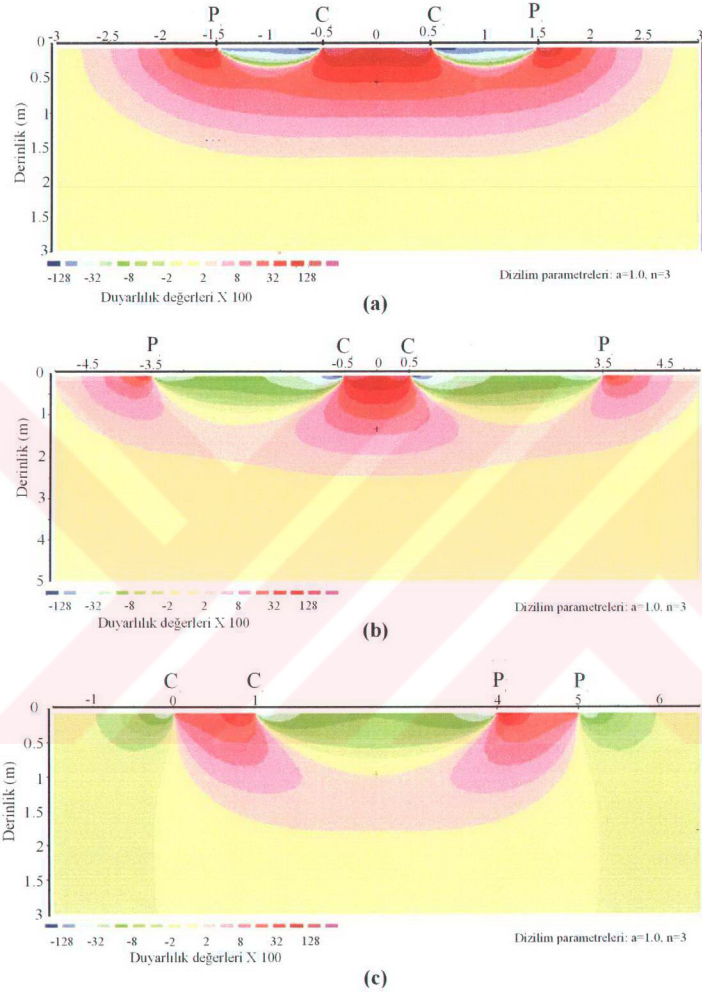 P C C P
-3 -2.5 -2 -1.5 -1 -0.5 0 0.5 1 1.5 2 2.5 3
0
0.5
1
1.5
2
1.5
3
Derinlik (m)
-128 -32 -8 -2 2 8 32 128
Duyarlılık değerleri X 100
Dizilim parametreleri: a=1.0, n=3
(a)
P C C P
-4.5 -3.5 -0.5 0 0.5 3.5 4.5
0
1
2
3
4
5
Derinlik (m)
-128 -32 -8 -2 2 8 32 128
Duyarlılık değerleri X 100
Dizilim parametreleri: a=1.0, n=3
(b)
C C P P
-1 0 1 4 5 6
0
0.5
1
1.5
2
1.5
3
Derinlik (m)
-128 -32 -8 -2 2 8 32 128
Duyarlılık değerleri X 100
Dizilim parametreleri: a=1.0, n=3
(c)